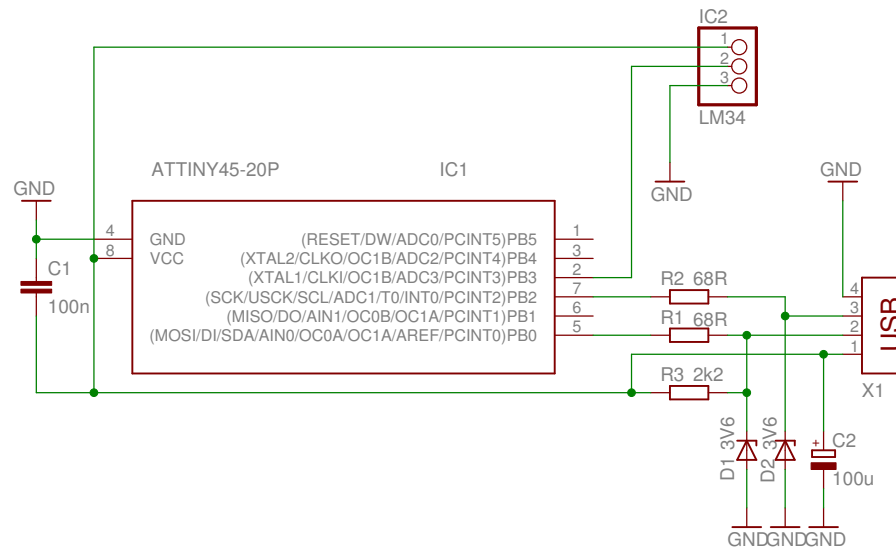 IC2
1
2
3
LM34
GND
ATTINY45-20P
IC1
GND
GND
4
GND
(RESET/DW/ADC0/PCINT5)PB5
1
8
VCC
(XTAL2/CLKO/OC1B/ADC2/PCINT4)PB4
3
(XTAL1/CLKI/OC1B/ADC3/PCINT3)PB3
2
(SCK/USCK/SCL/ADC1/T0/INT0/PCINT2)PB2
7
(MISO/DO/AIN1/OC0B/OC1A/PCINT1)PB1
6
(MOSI/DI/SDA/AIN0/OC0A/OC1A/AREF/PCINT0)PB0
5
C1
100n
R2 68R
R1 68R
R3 2k2
4
3
2
1
USB
X1
D1 3V6
D2 3V6
+
C2
100u
GND
GND
GND